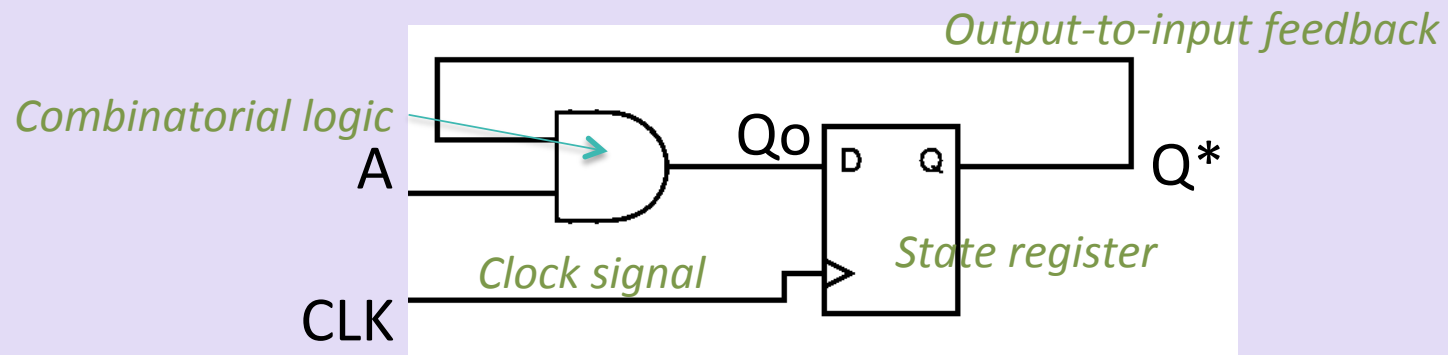 Output-to-input feedback
Combinatorial logic
A
Qo
D Q
Q*
Clock signal
State register
CLK